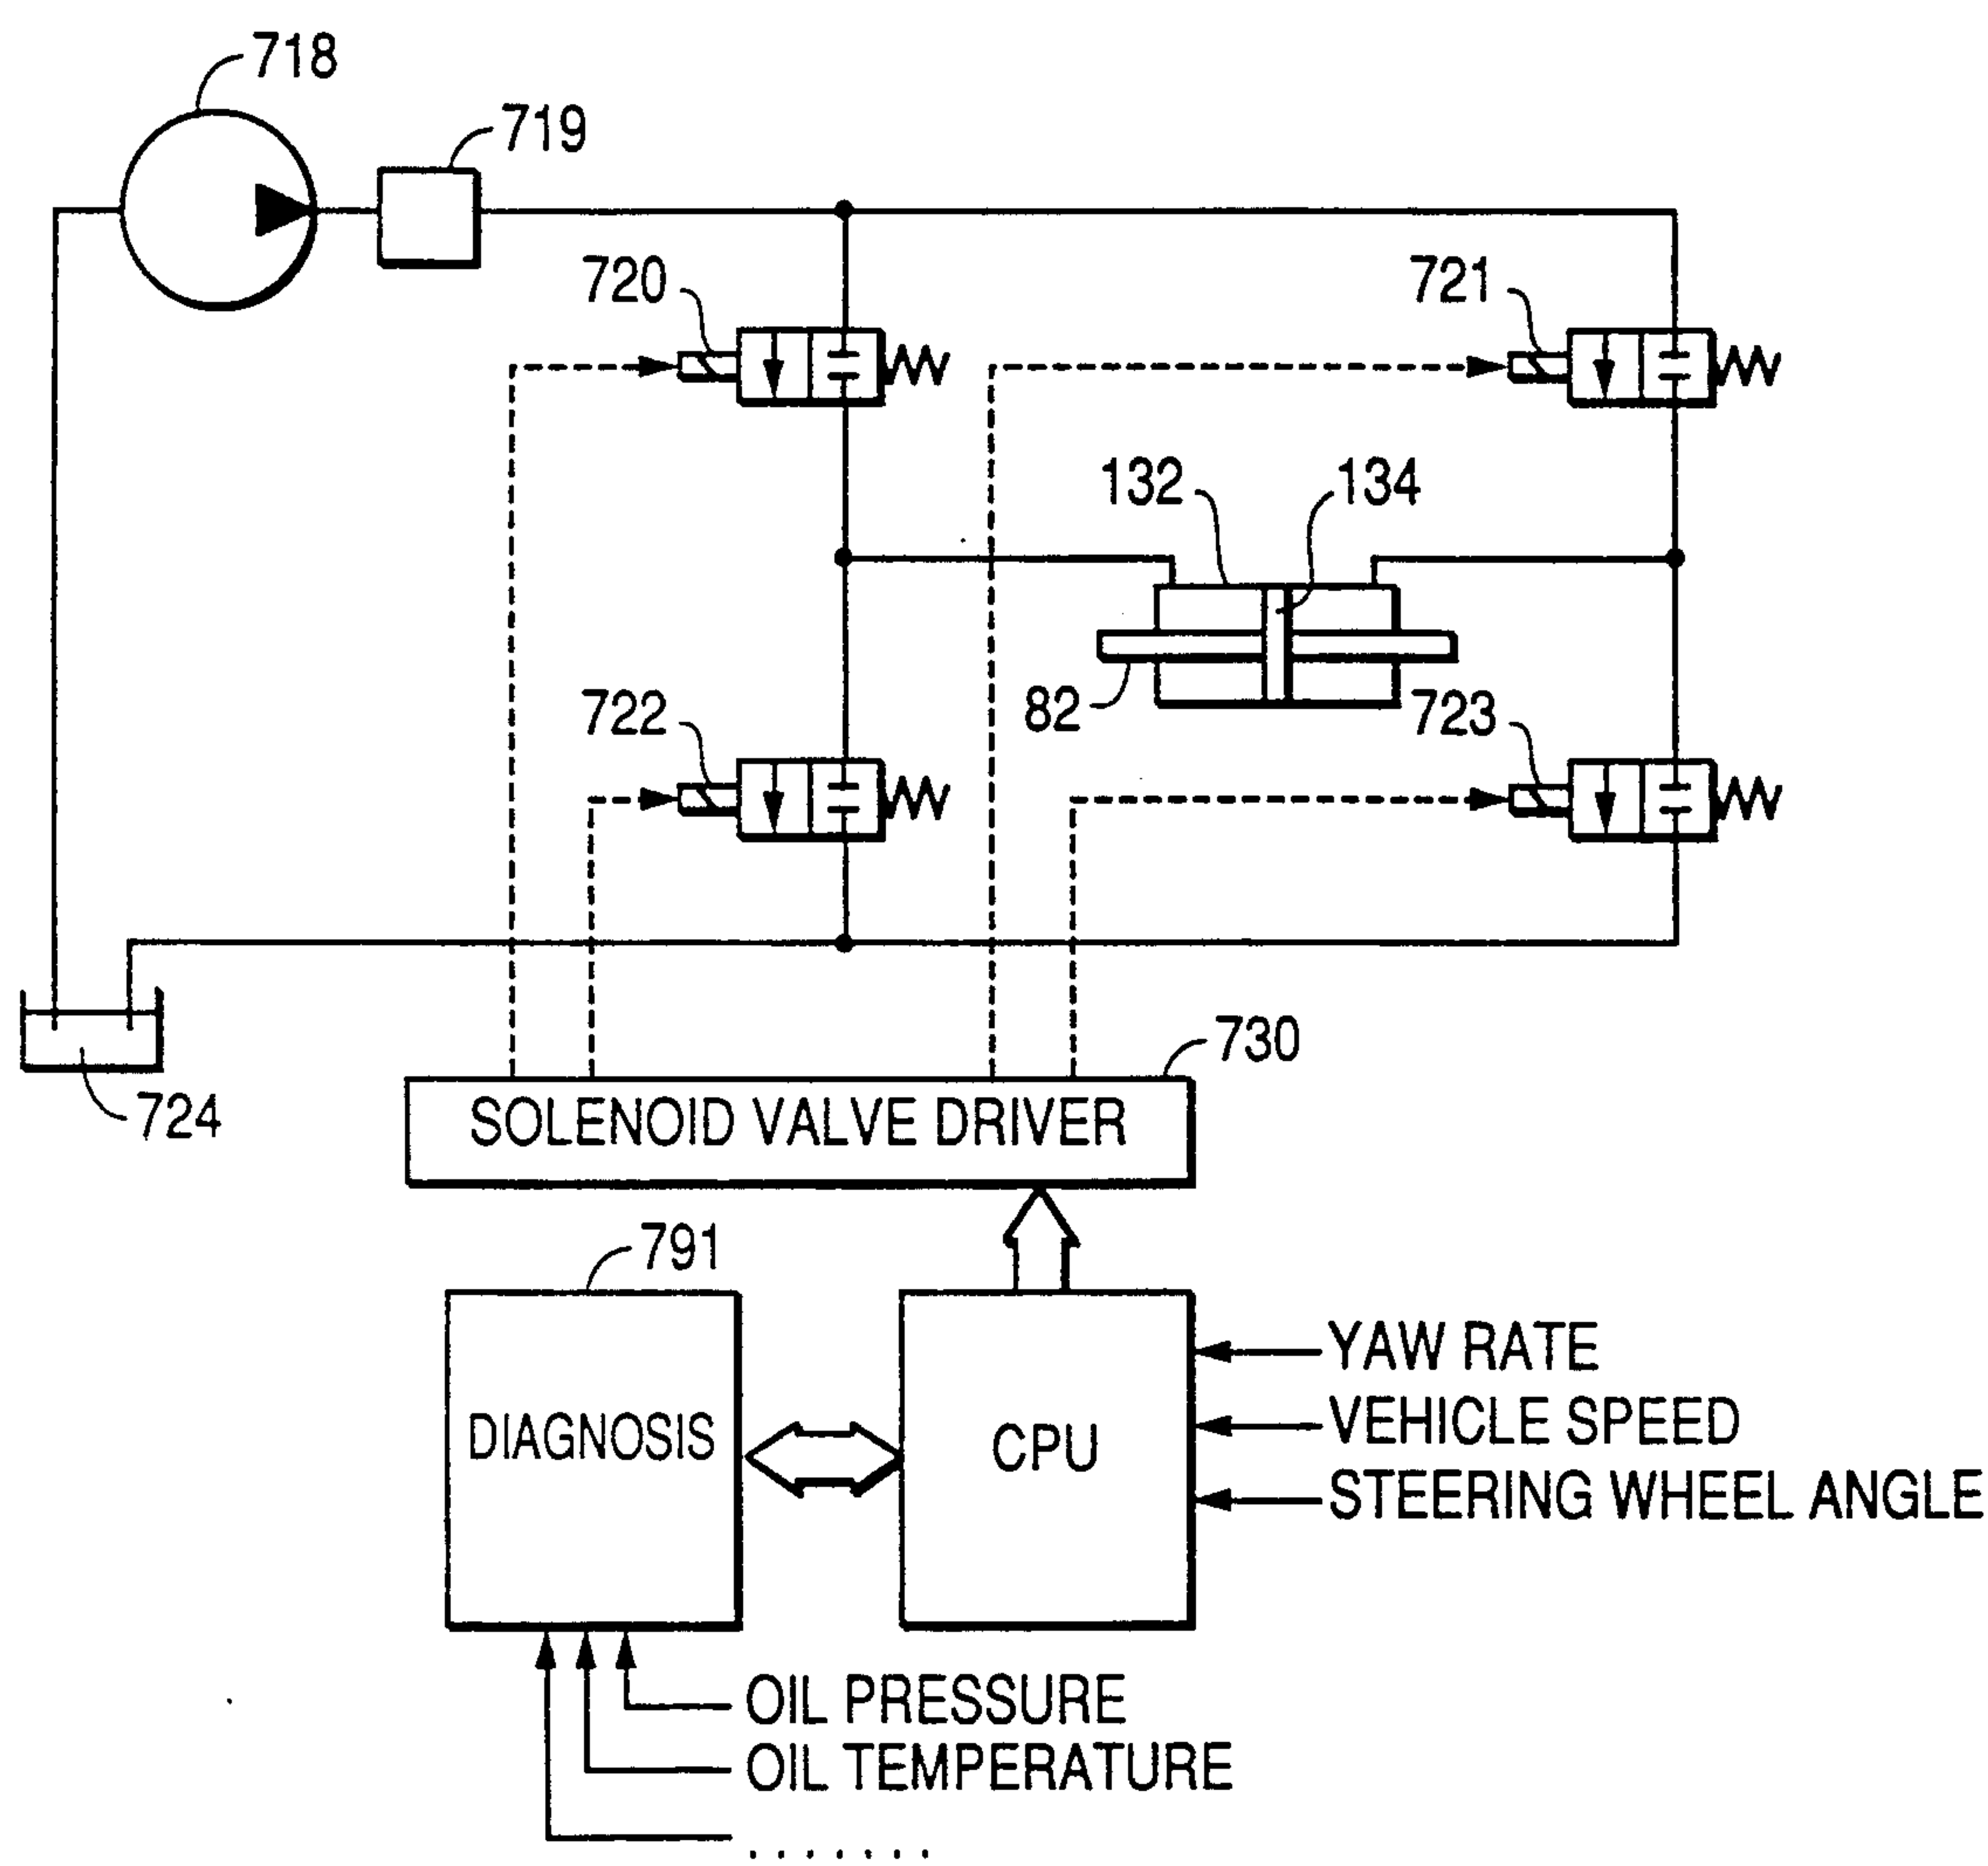 718
719
720
721
132
134
82
722
723
724
730
SOLENOID VALVE DRIVER
791
DIAGNOSIS
CPU
YAW RATE
VEHICLE SPEED
STEERING WHEEL ANGLE
OIL PRESSURE
OIL TEMPERATURE
.......